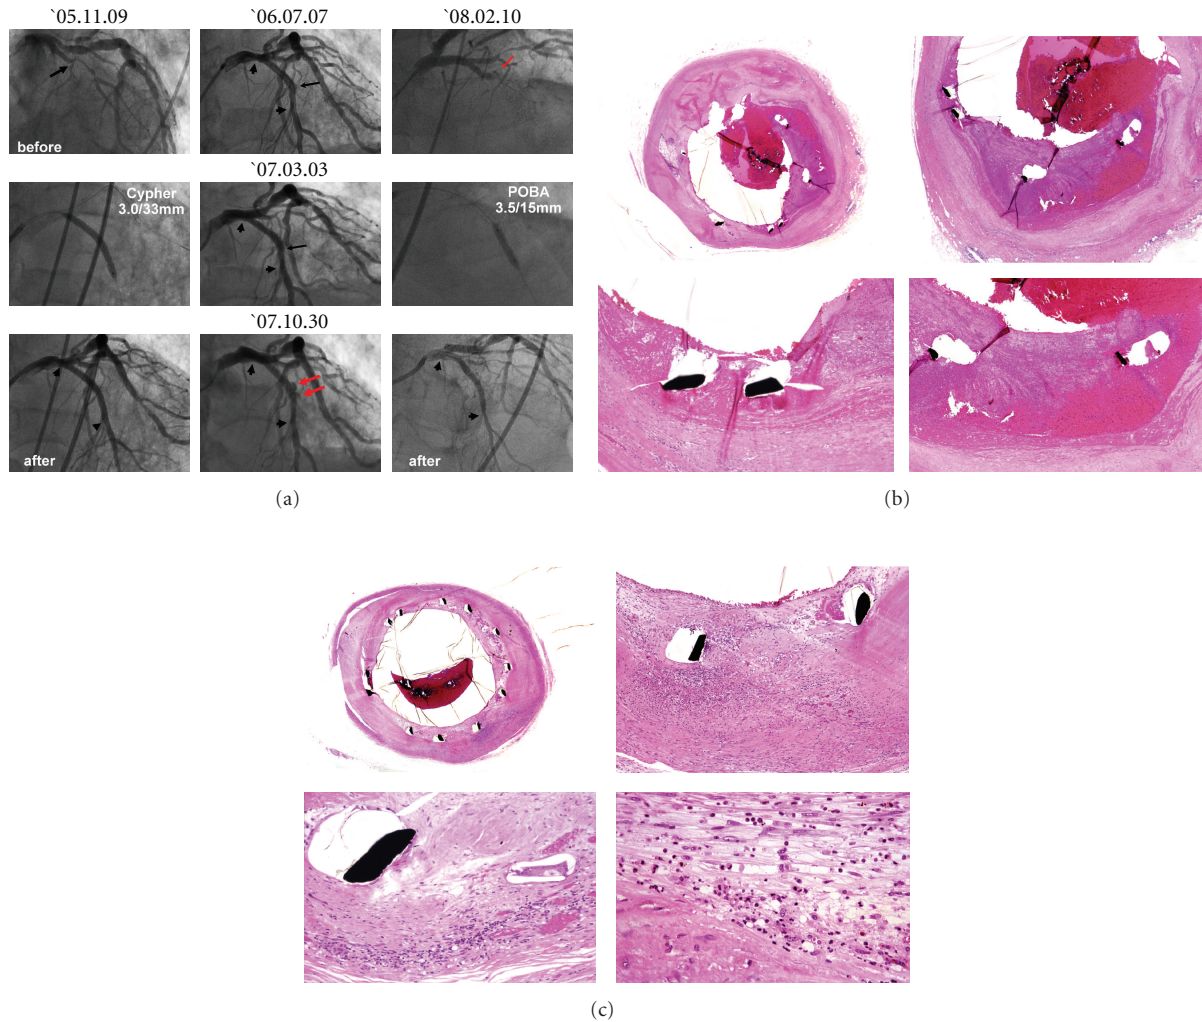 `05.11.09
`06.07.07
`08.02.10
before
`07.03.03
Cypher
3.0/33mm
POBA
3.5/15mm
`07.10.30
after
after
(a)
(b)
(c)